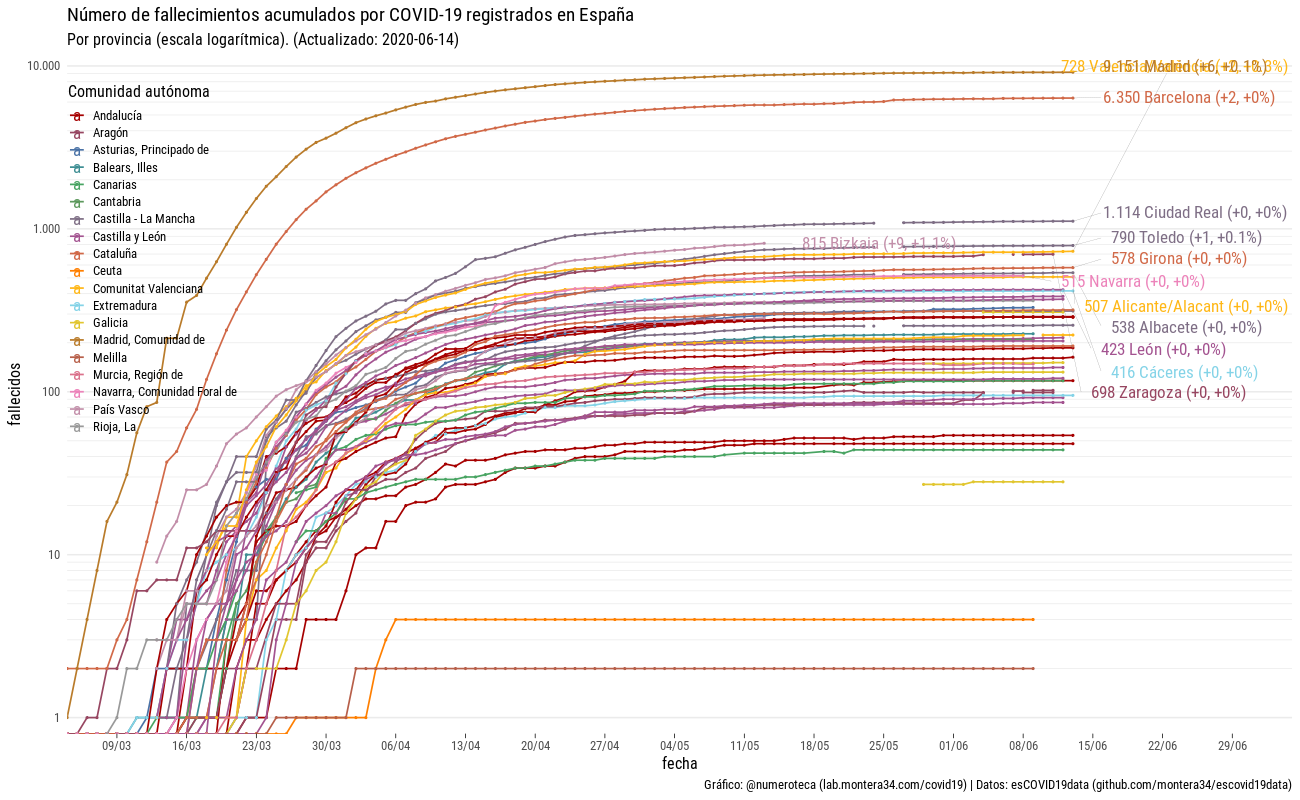 Número de fallecimientos acumulados por COVID-19 registrados en España
Por provincia (escala logarítmica). (Actualizado: 2020-06-14)
10.000
1.000
100
10
1
fallecidos
Comunidad autónoma
Andalucía
Aragón
Asturias, Principado de
Balears, Illes
Canarias
Cantabria
Castilla - La Mancha
Castilla y León
Cataluña
Ceuta
Comunitat Valenciana
Extremadura
Galicia
Madrid, Comunidad de
Melilla
Murcia, Región de
Navarra, Comunidad Foral de
País Vasco
Rioja, La
728
9.151 Madrid (+6, +0.1%)
6.350 Barcelona (+2, +0%)
1.114 Ciudad Real (+0, +0%)
790 Toledo (+1, +0.1%)
815 Bizkaia (+9, +1.1%)
578 Girona (+0, +0%)
515 Navarra (+0, +0%)
507 Alicante/Alacant (+0, +0%)
538 Albacete (+0, +0%)
423 León (+0, +0%)
416 Cáceres (+0, +0%)
698 Zaragoza (+0, +0%)
09/03 16/03 23/03 30/03 06/04 13/04 20/04 27/04 04/05 11/05 18/05 25/05 01/06 08/06 15/06 22/06 29/06
fecha
Gráfico: @numeroteca (lab.montera34.com/covid19) | Datos: esCOVID19data (github.com/montera34/escovid19data)